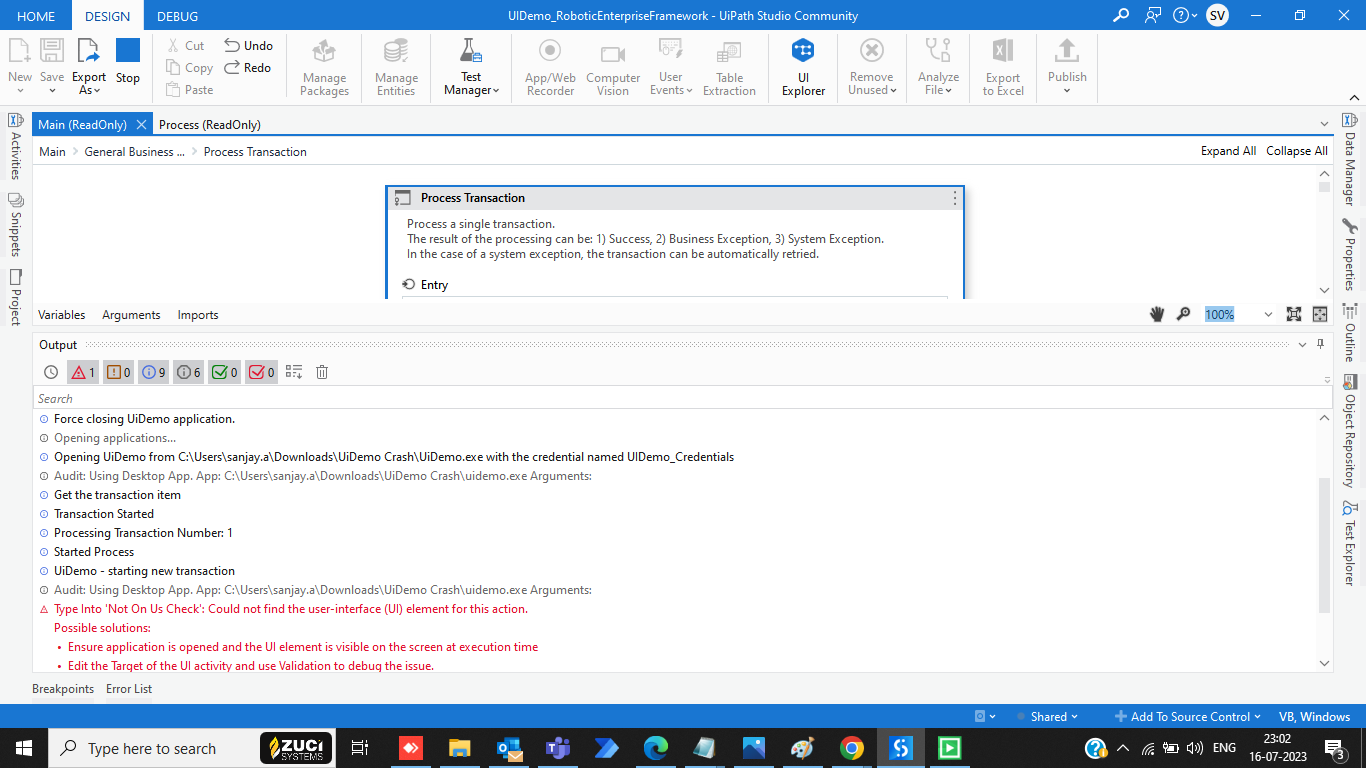 HOME DESIGN DEBUG UIDemo_RoboticEnterpriseFramework - UiPath Studio Community SV
New Save Export As Stop
Cut Copy Paste Undo Redo
Manage Packages
Manage Entities
Test Manager
App/Web Recorder
Computer Vision
User Events
Table Extraction
UI Explorer
Remove Unused
Analyze File
Export to Excel
Publish
Main (ReadOnly) Process (ReadOnly)
Main General Business ... Process Transaction Expand All Collapse All
Activities
Snippets
Project
Process Transaction
Process a single transaction.
The result of the processing can be: 1) Success, 2) Business Exception, 3) System Exception.
In the case of a system exception, the transaction can be automatically retried.
Entry
Variables Arguments Imports 100%
Output
1 0 9 6 0 0
Search
Force closing UiDemo application.
Opening applications...
Opening UiDemo from C:\Users\sanjay.a\Downloads\UiDemo Crash\UiDemo.exe with the credential named UIDemo_Credentials
Audit: Using Desktop App. App: C:\Users\sanjay.a\Downloads\UiDemo Crash\uidemo.exe Arguments:
Get the transaction item
Transaction Started
Processing Transaction Number: 1
Started Process
UiDemo - starting new transaction
Audit: Using Desktop App. App: C:\Users\sanjay.a\Downloads\UiDemo Crash\uidemo.exe Arguments:
Type Into 'Not On Us Check': Could not find the user-interface (UI) element for this action.
Possible solutions:
• Ensure application is opened and the UI element is visible on the screen at execution time
• Edit the Target of the UI activity and use Validation to debug the issue.
Data Manager
Properties
Outline
Object Repository
Test Explorer
Breakpoints Error List
Shared Add To Source Control VB, Windows
Type here to search ZUCI SYSTEMS
ENG 23:02
16-07-2023 3